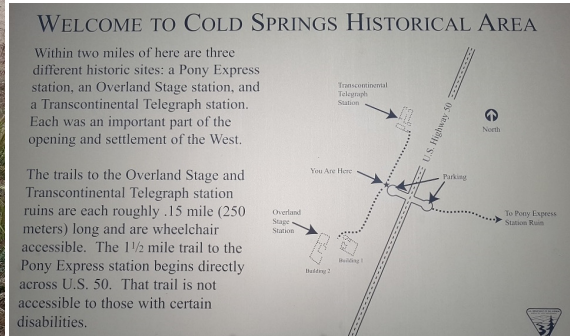 WELCOME TO COLD SPRINGS HISTORICAL AREA
Within two miles of here are three
different historic sites: a Pony Express
station, an Overland Stage station, and
a Transcontinental Telegraph station.
Each was an important part of the
opening and settlement of the West.
The trails to the Overland Stage and
Transcontinental Telegraph station
ruins are each roughly .15 mile (250
meters) long and are wheelchair
accessible. The 1 1/2 mile trail to the
Pony Express station begins directly
across U.S. 50. That trail is not
accessible to those with certain
disabilities.
Transcontinental
Telegraph
Station
U.S. Highway 50
North
You Are Here
Parking
Overland
Stage
Station
To Pony Express
Station Ruin
Building 1
Building 2